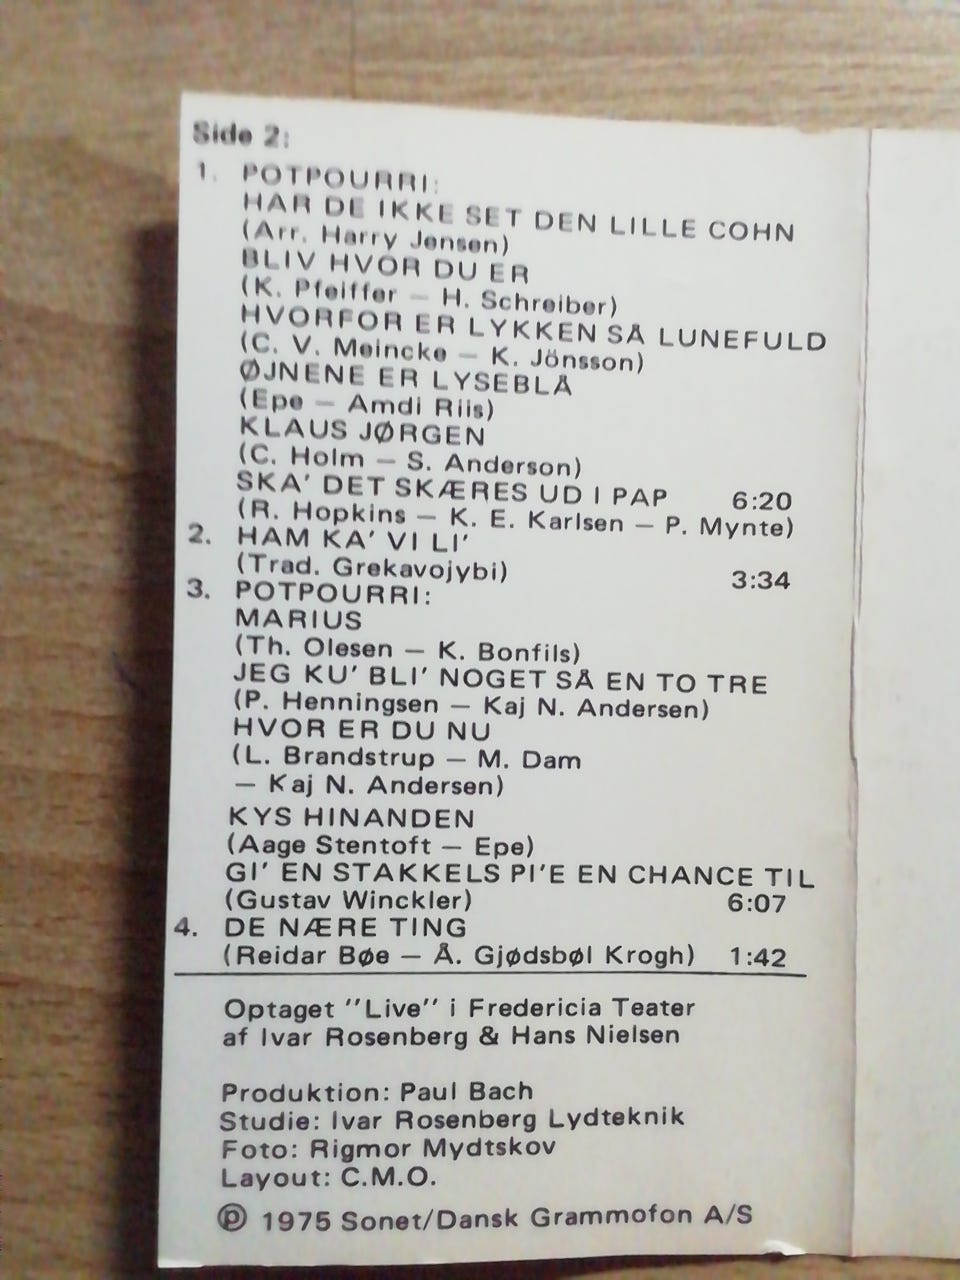 Side 2:
1. POTPOURRI:
HAR DE IKKE SET DEN LILLE COHN
(Arr. Harry Jensen)
BLIV HVOR DU ER
(K. Pfeiffer – H. Schreiber)
HVORFOR ER LYKKEN SÅ LUNEFULD
(C. V. Meincke – K. Jönsson)
ØJNENE ER LYSEBLÅ
(Epe – Amdi Riis)
KLAUS JØRGEN
(C. Holm – S. Anderson)
SKA' DET SKÆRES UD I PAP 6:20
(R. Hopkins – K. E. Karlsen – P. Mynte)
2. HAM KA' VI LI'
(Trad. Grekavojybi) 3:34
3. POTPOURRI:
MARIUS
(Th. Olesen – K. Bonfils)
JEG KU' BLI' NOGET SÅ EN TO TRE
(P. Henningsen – Kaj N. Andersen)
HVOR ER DU NU
(L. Brandstrup – M. Dam
– Kaj N. Andersen)
KYS HINANDEN
(Aage Stentoft – Epe)
GI' EN STAKKELS PI'E EN CHANCE TIL
(Gustav Winckler) 6:07
4. DE NÆRE TING
(Reidar Bøe – Å. Gjødsbøl Krogh) 1:42
Optaget "Live" i Fredericia Teater
af Ivar Rosenberg & Hans Nielsen
Produktion: Paul Bach
Studie: Ivar Rosenberg Lydteknik
Foto: Rigmor Mydtskov
Layout: C.M.O.
℗ 1975 Sonet/Dansk Grammofon A/S